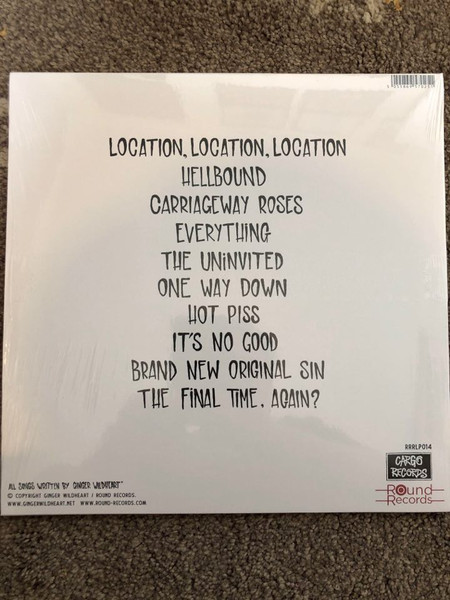 LOCATION, LOCATION, LOCATION
HELLBOUND
CARRIAGEWAY ROSES
EVERYTHING
THE UNINVITED
ONE WAY DOWN
HOT PISS
IT'S NO GOOD
BRAND NEW ORIGINAL SIN
THE FINAL TIME. AGAIN?
RRRLP014
CARGO
RECORDS
ROund
Records
ALL SONGS WRITTEN BY GINGER WILDHEART
© COPYRIGHT GINGER WILDHEART / ROUND RECORDS.
WWW.GINGERWILDHEART.NET WWW.ROUND-RECORDS.COM